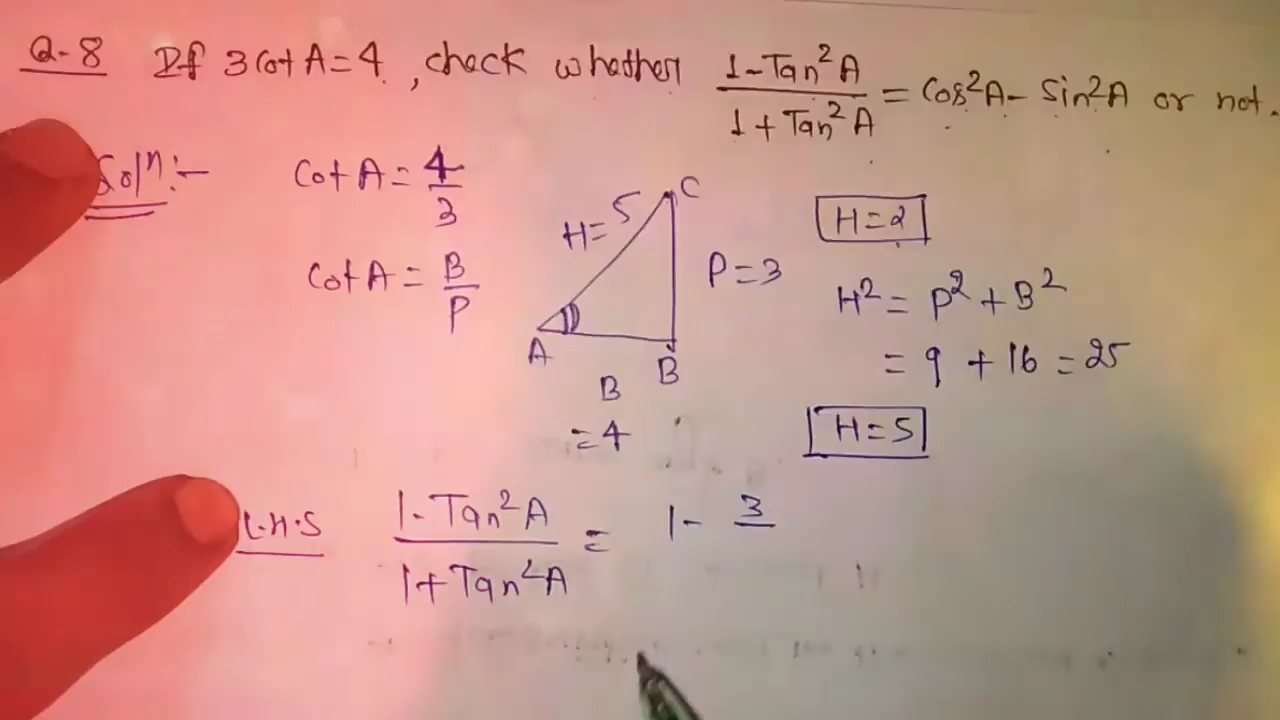 Q-8 If 3 Cot A = 4, check whether (1 - Tan²A)/(1 + Tan²A) = Cos²A - Sin²A or not.
Solⁿ:-
Cot A = 4/3
Cot A = B/P
C
H = 5
P = 3
A
B
B
= 4
H = 2
H² = P² + B²
= 9 + 16 = 25
H = 5
L.H.S (1 - Tan²A)/(1 + Tan²A) = 1 - 3